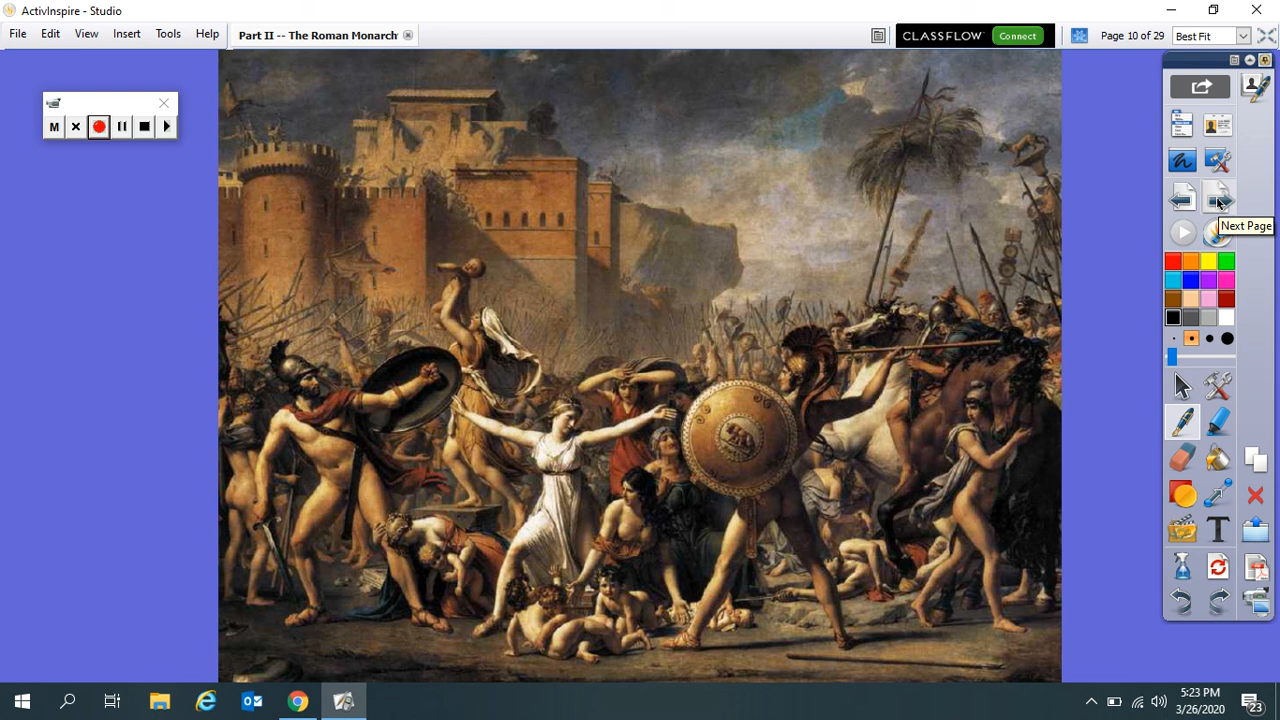 ActivInspire - Studio
File Edit View Insert Tools Help
Part II -- The Roman Monarch
CLASSFLOW Connect
Page 10 of 29
Best Fit
M
Next Page
T
5:23 PM
3/26/2020
23